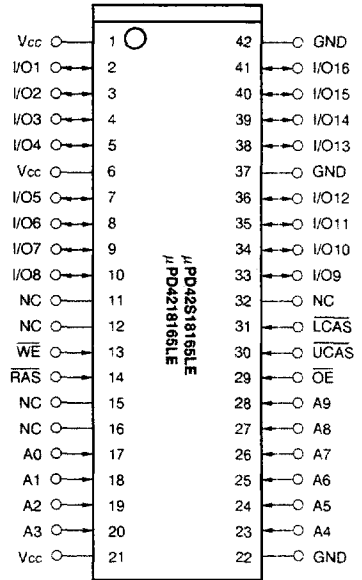 Vcc 1 42 GND
I/O1 2 41 I/O16
I/O2 3 40 I/O15
I/O3 4 39 I/O14
I/O4 5 38 I/O13
Vcc 6 37 GND
I/O5 7 36 I/O12
I/O6 8 35 I/O11
I/O7 9 34 I/O10
I/O8 10 33 I/O9
NC 11 32 NC
NC 12 31 LCAS
WE 13 30 UCAS
RAS 14 29 OE
NC 15 28 A9
NC 16 27 A8
A0 17 26 A7
A1 18 25 A6
A2 19 24 A5
A3 20 23 A4
Vcc 21 22 GND
μPD42S18165LE
μPD4218165LE